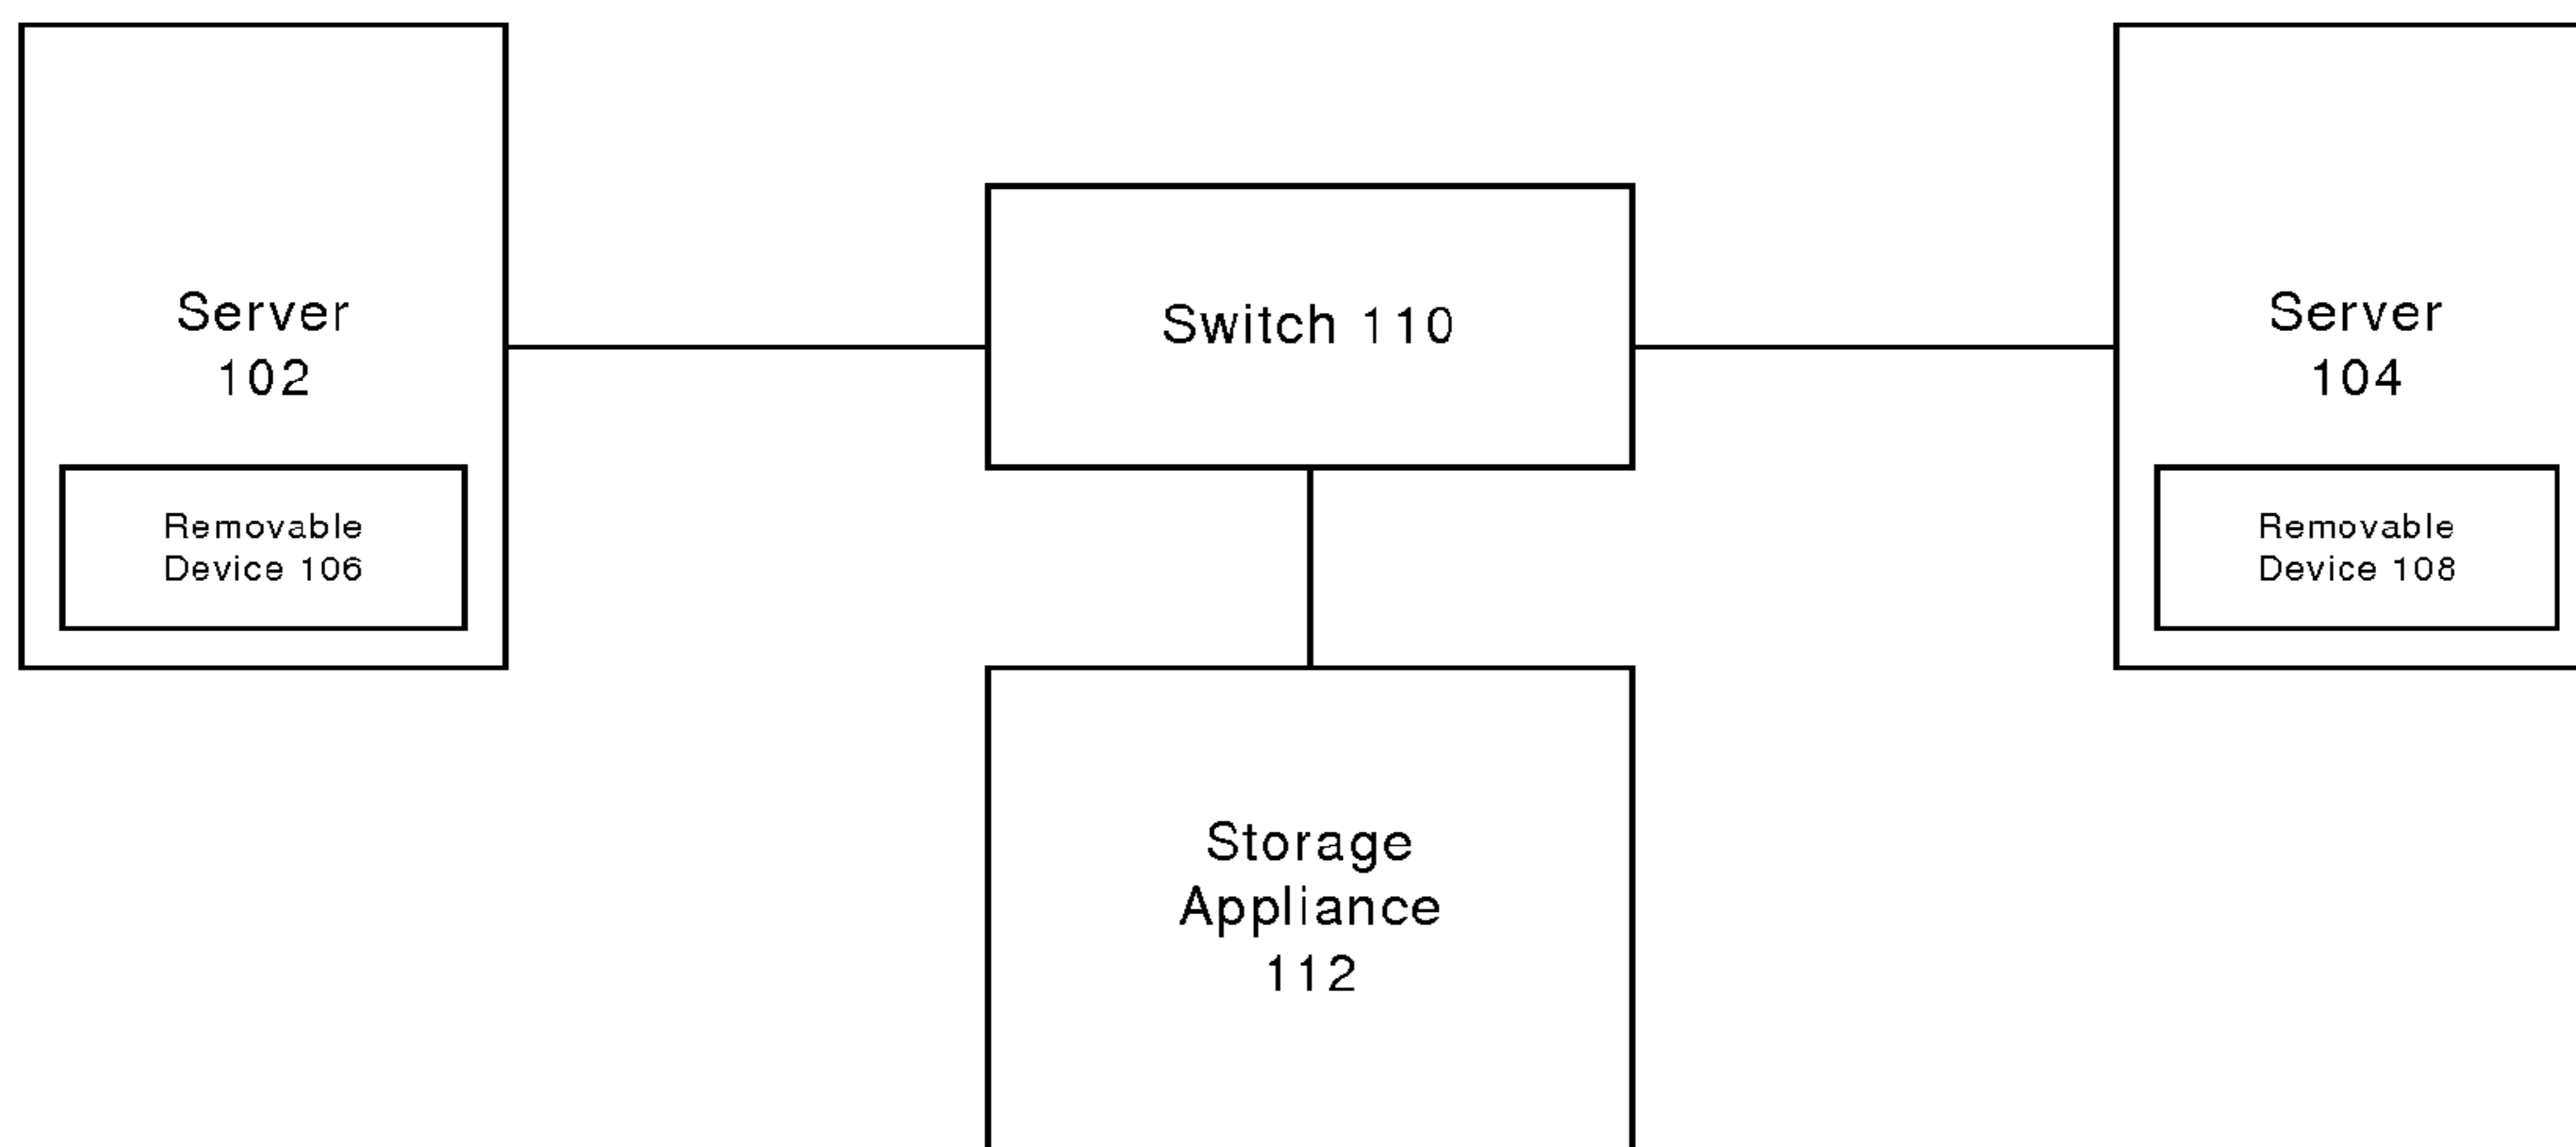 Server
102
Removable
Device 106
Switch 110
Server
104
Removable
Device 108
Storage
Appliance
112